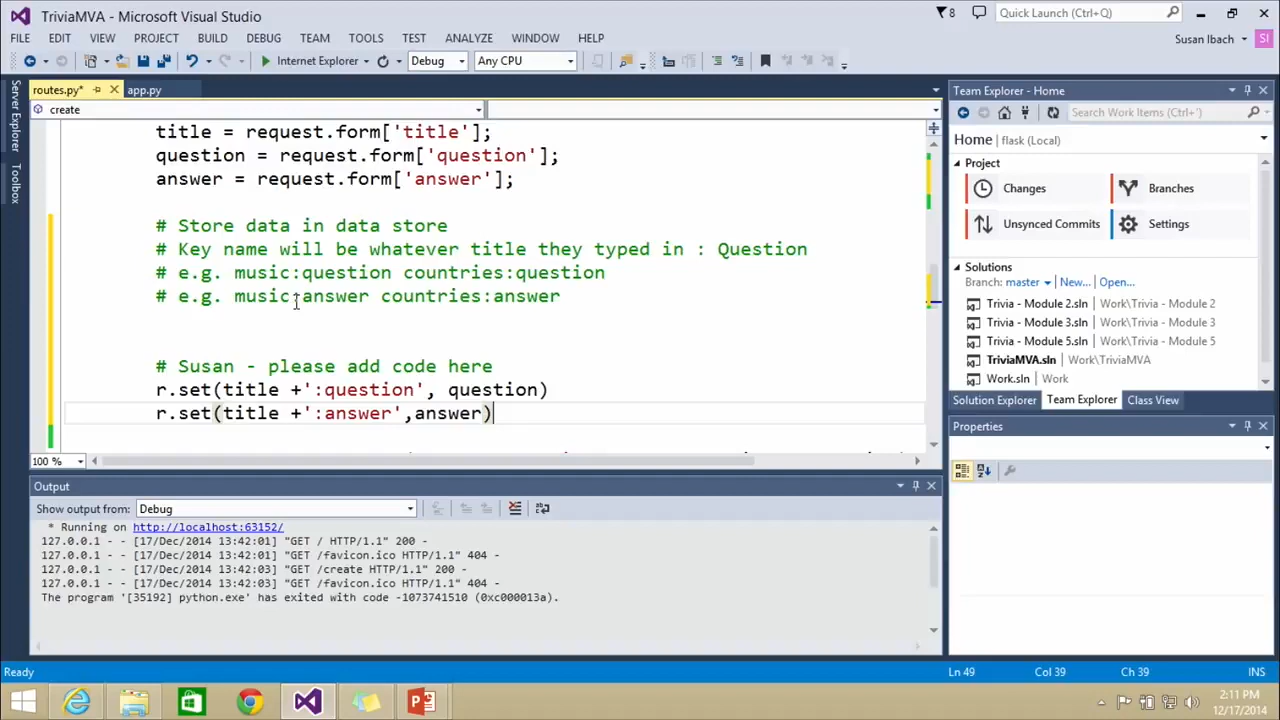 TriviaMVA - Microsoft Visual Studio
8
Quick Launch (Ctrl+Q)
FILE EDIT VIEW PROJECT BUILD DEBUG TEAM TOOLS TEST ANALYZE WINDOW HELP
Susan Ibach
SI
Internet Explorer
Debug
Any CPU
Server Explorer
Toolbox
routes.py*
app.py
create
title = request.form['title'];
question = request.form['question'];
answer = request.form['answer'];
# Store data in data store
# Key name will be whatever title they typed in : Question
# e.g. music:question countries:question
# e.g. music:answer countries:answer
# Susan - please add code here
r.set(title +':question', question)
r.set(title +':answer',answer)
100 %
Output
Show output from: Debug
* Running on http://localhost:63152/
127.0.0.1 - - [17/Dec/2014 13:42:01] "GET / HTTP/1.1" 200 -
127.0.0.1 - - [17/Dec/2014 13:42:01] "GET /favicon.ico HTTP/1.1" 404 -
127.0.0.1 - - [17/Dec/2014 13:42:03] "GET /create HTTP/1.1" 200 -
127.0.0.1 - - [17/Dec/2014 13:42:03] "GET /favicon.ico HTTP/1.1" 404 -
The program '[35192] python.exe' has exited with code -1073741510 (0xc000013a).
Team Explorer - Home
Search Work Items (Ctrl+')
Home | flask (Local)
Project
Changes
Branches
Unsynced Commits
Settings
Solutions
Branch: master New... | Open...
Trivia - Module 2.sln Work\Trivia - Module 2
Trivia - Module 3.sln Work\Trivia - Module 3
Trivia - Module 5.sln Work\Trivia - Module 5
TriviaMVA.sln Work\TriviaMVA
Work.sln Work
Solution Explorer
Team Explorer
Class View
Properties
Ready
Ln 49
Col 39
Ch 39
INS
2:11 PM
12/17/2014